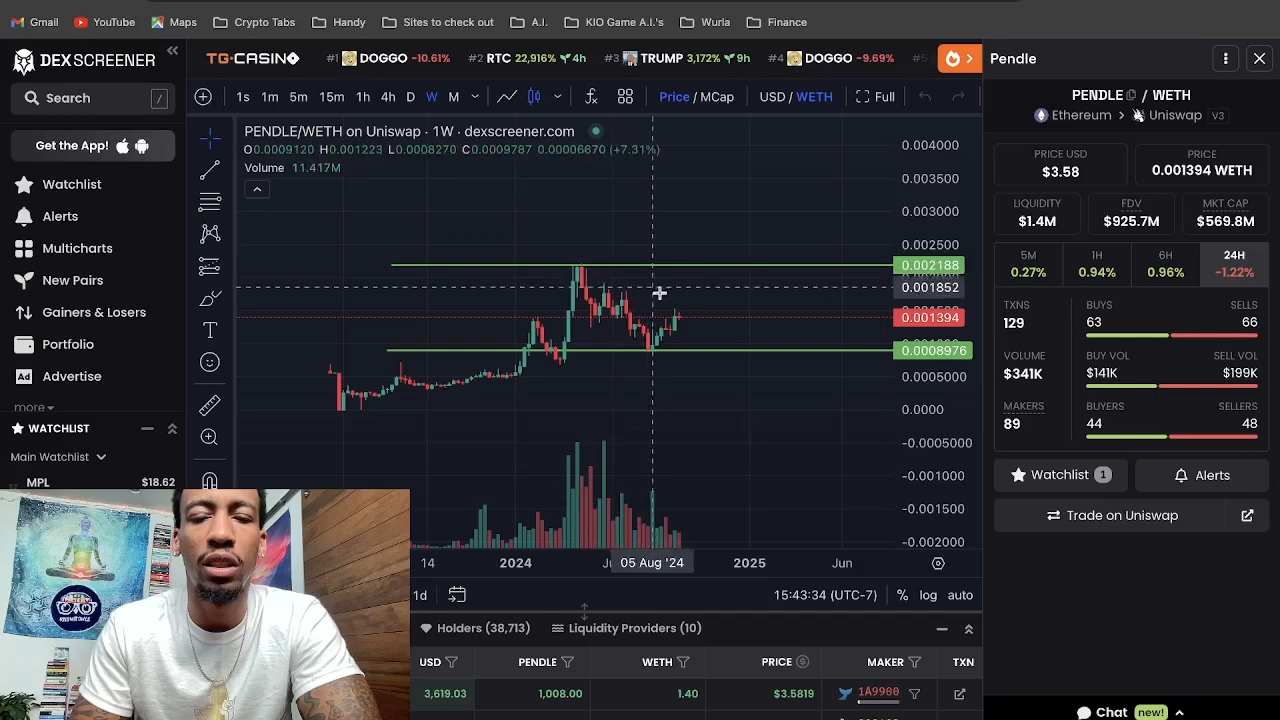 Gmail YouTube Maps Crypto Tabs Handy Sites to check out A.I. KIO Game A.I.'s Wurla Finance
DEXSCREENER
Search /
Get the App!
Watchlist
Alerts
Multicharts
New Pairs
Gainers & Losers
Portfolio
Ad Advertise
more
WATCHLIST
Main Watchlist
MPL $18.62
TG.CASINO #1 DOGGO -10.61% #2 RTC 22,916% 4h #3 TRUMP 3,172% 9h #4 DOGGO -9.69% #5
1s 1m 5m 15m 1h 4h D W M Price / MCap USD / WETH Full
PENDLE/WETH on Uniswap · 1W · dexscreener.com
O0.0009120 H0.001223 L0.0008270 C0.0009787 0.00006670 (+7.31%)
Volume 11.417M
0.004000
0.003500
0.003000
0.002500
0.002188
0.001852
0.001394
0.0008976
0.0005000
0.0000
-0.0005000
-0.001000
-0.001500
-0.002000
14 2024 05 Aug '24 2025 Jun
1d 15:43:34 (UTC-7) % log auto
Holders (38,713) Liquidity Providers (10)
USD PENDLE WETH PRICE MAKER TXN
3,619.03 1,008.00 1.40 $3.5819 1A9900
Pendle
PENDLE / WETH
Ethereum > Uniswap V3
PRICE USD PRICE
$3.58 0.001394 WETH
LIQUIDITY FDV MKT CAP
$1.4M $925.7M $569.8M
5M 1H 6H 24H
0.27% 0.94% 0.96% -1.22%
TXNS BUYS SELLS
129 63 66
VOLUME BUY VOL SELL VOL
$341K $141K $199K
MAKERS BUYERS SELLERS
89 44 48
Watchlist 1 Alerts
Trade on Uniswap
Chat new!